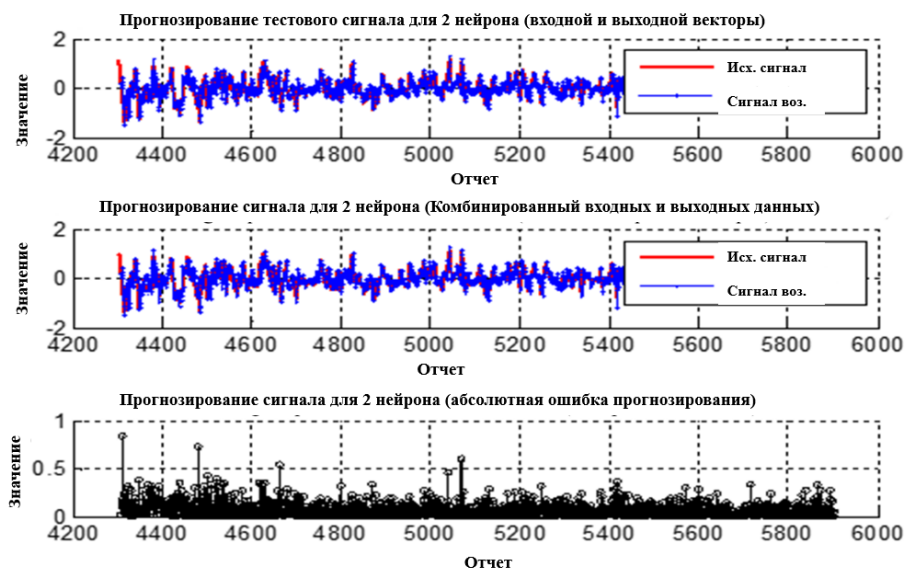 Прогнозирование тестового сигнала для 2 нейрона (входной и выходной векторы)
2
0
-2
Значение
Исх. сигнал
Сигнал воз.
4200 4400 4600 4800 5000 5200 5400 5600 5800 6000
Отчет
Прогнозирование сигнала для 2 нейрона (Комбинированный входных и выходных данных)
2
0
-2
Значение
Исх. сигнал
Сигнал воз.
4200 4400 4600 4800 5000 5200 5400 5600 5800 6000
Отчет
Прогнозирование сигнала для 2 нейрона (абсолютная ошибка прогнозирования)
1
0.5
0
Значение
4200 4400 4600 4800 5000 5200 5400 5600 5800 6000
Отчет